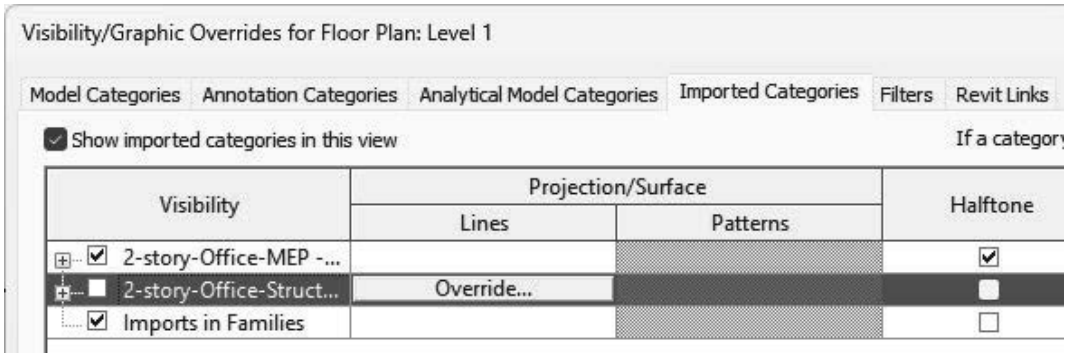 Visibility/Graphic Overrides for Floor Plan: Level 1
Model Categories Annotation Categories Analytical Model Categories Imported Categories Filters Revit Links
Show imported categories in this view If a category
Visibility Projection/Surface Halftone
Lines Patterns
2-story-Office-MEP -...
2-story-Office-Struct... Override...
Imports in Families